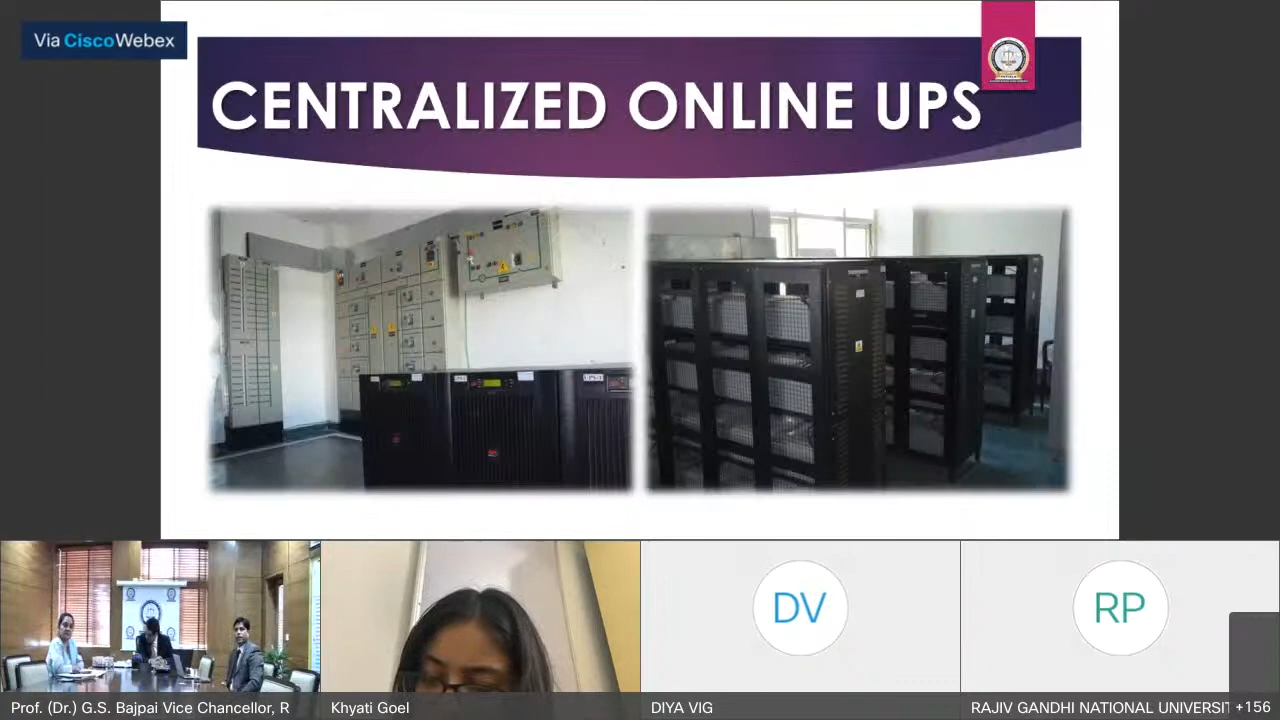 Via CiscoWebex
CENTRALIZED ONLINE UPS
DV
RP
Prof. (Dr.) G.S. Bajpai Vice Chancellor, R
Khyati Goel
DIYA VIG
RAJIV GANDHI NATIONAL UNIVERSIT
+156